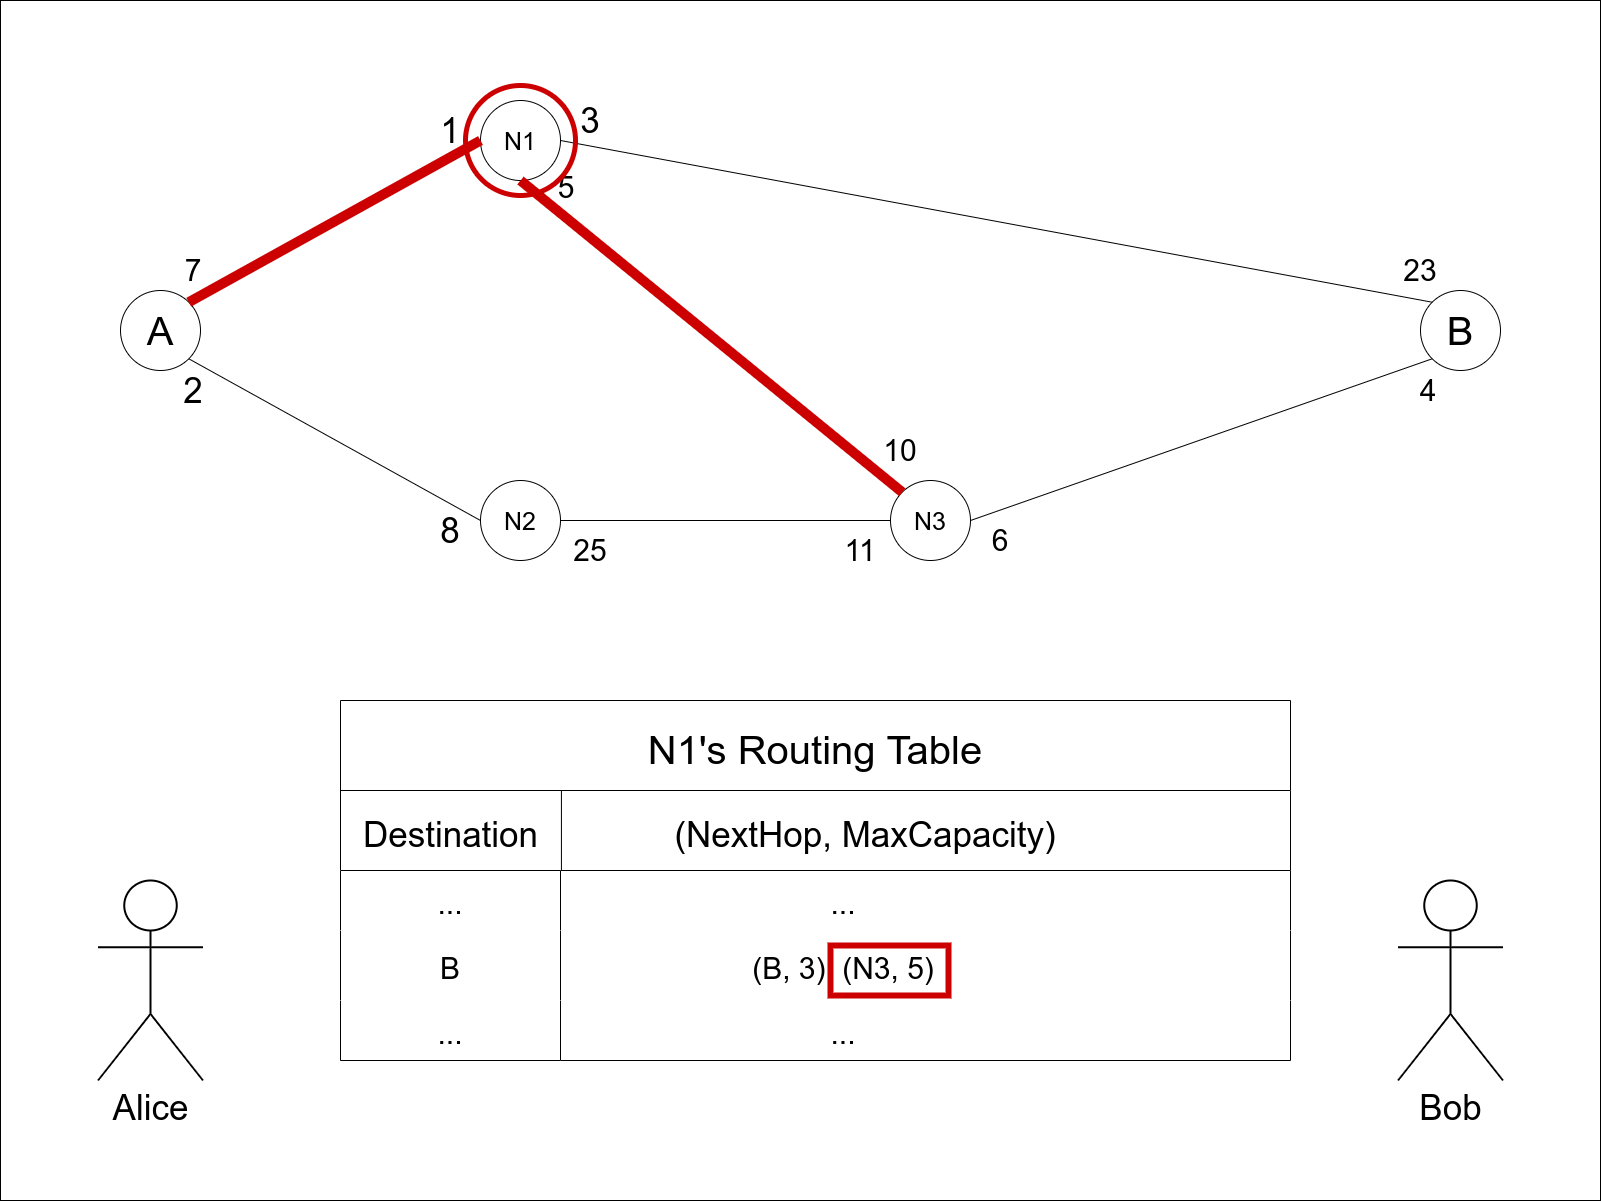 1
N1
3
5
7
A
2
23
B
4
10
8
N2
25
11
N3
6
N1's Routing Table
Destination (NextHop, MaxCapacity)
... ...
B (B, 3) (N3, 5)
... ...
Alice
Bob